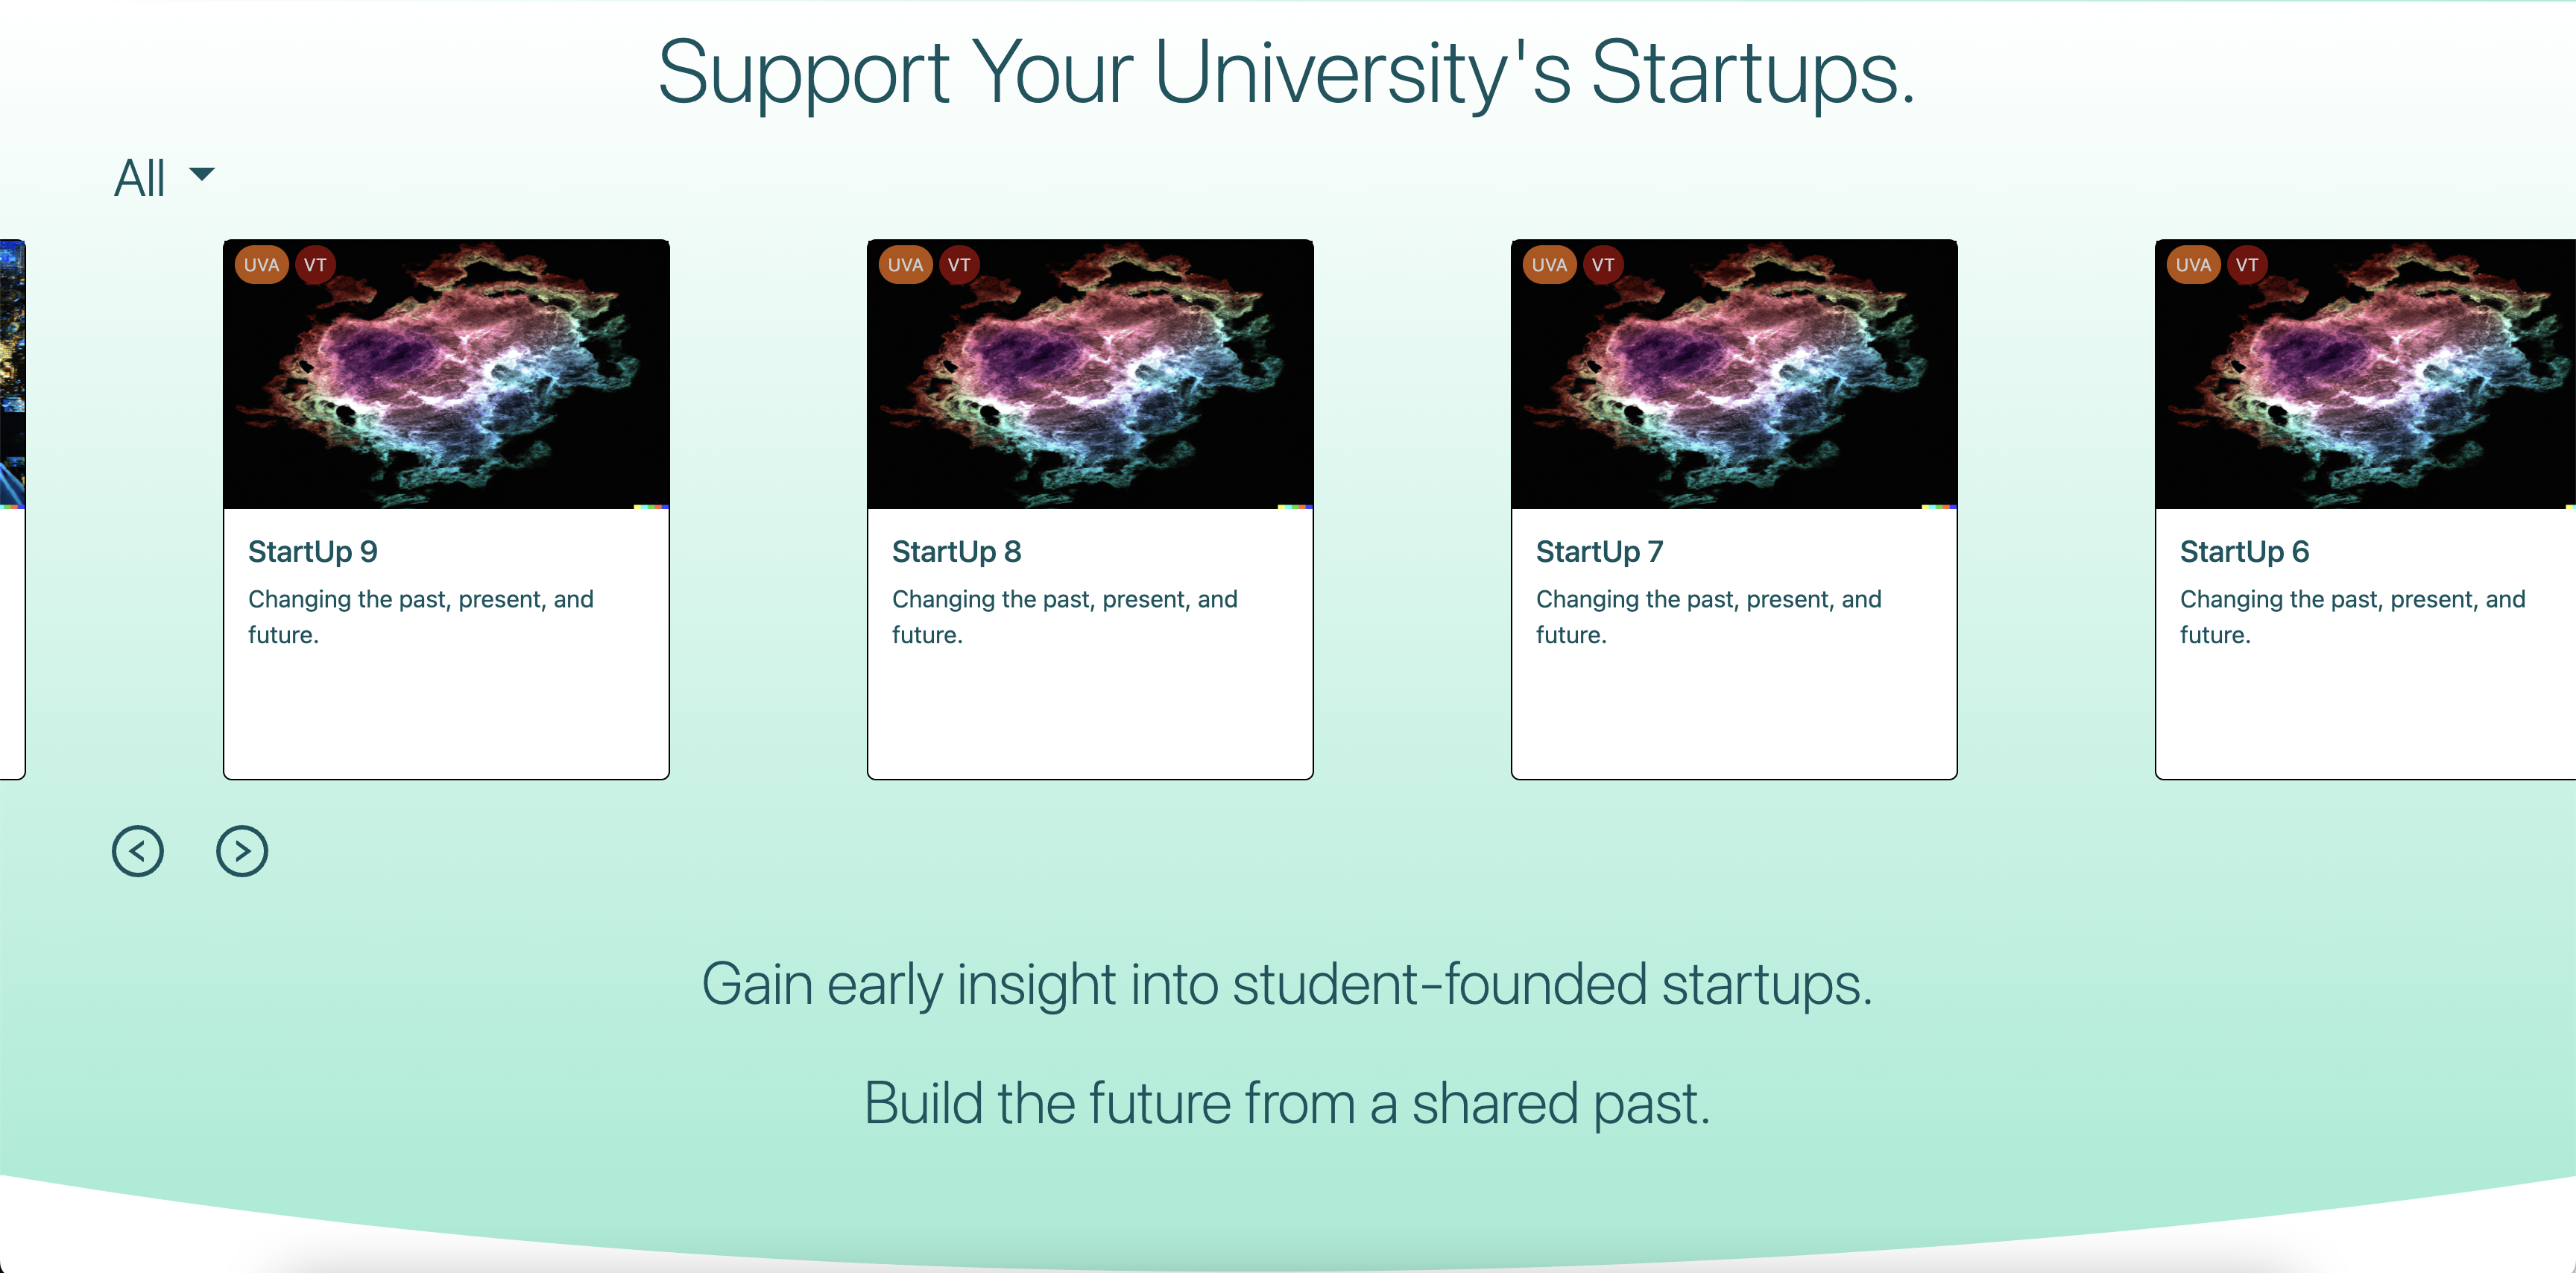 Support Your University's Startups.
All
UVA VT
UVA VT
UVA VT
UVA VT
StartUp 9
Changing the past, present, and
future.
StartUp 8
Changing the past, present, and
future.
StartUp 7
Changing the past, present, and
future.
StartUp 6
Changing the past, present, and
future.
Gain early insight into student-founded startups.
Build the future from a shared past.